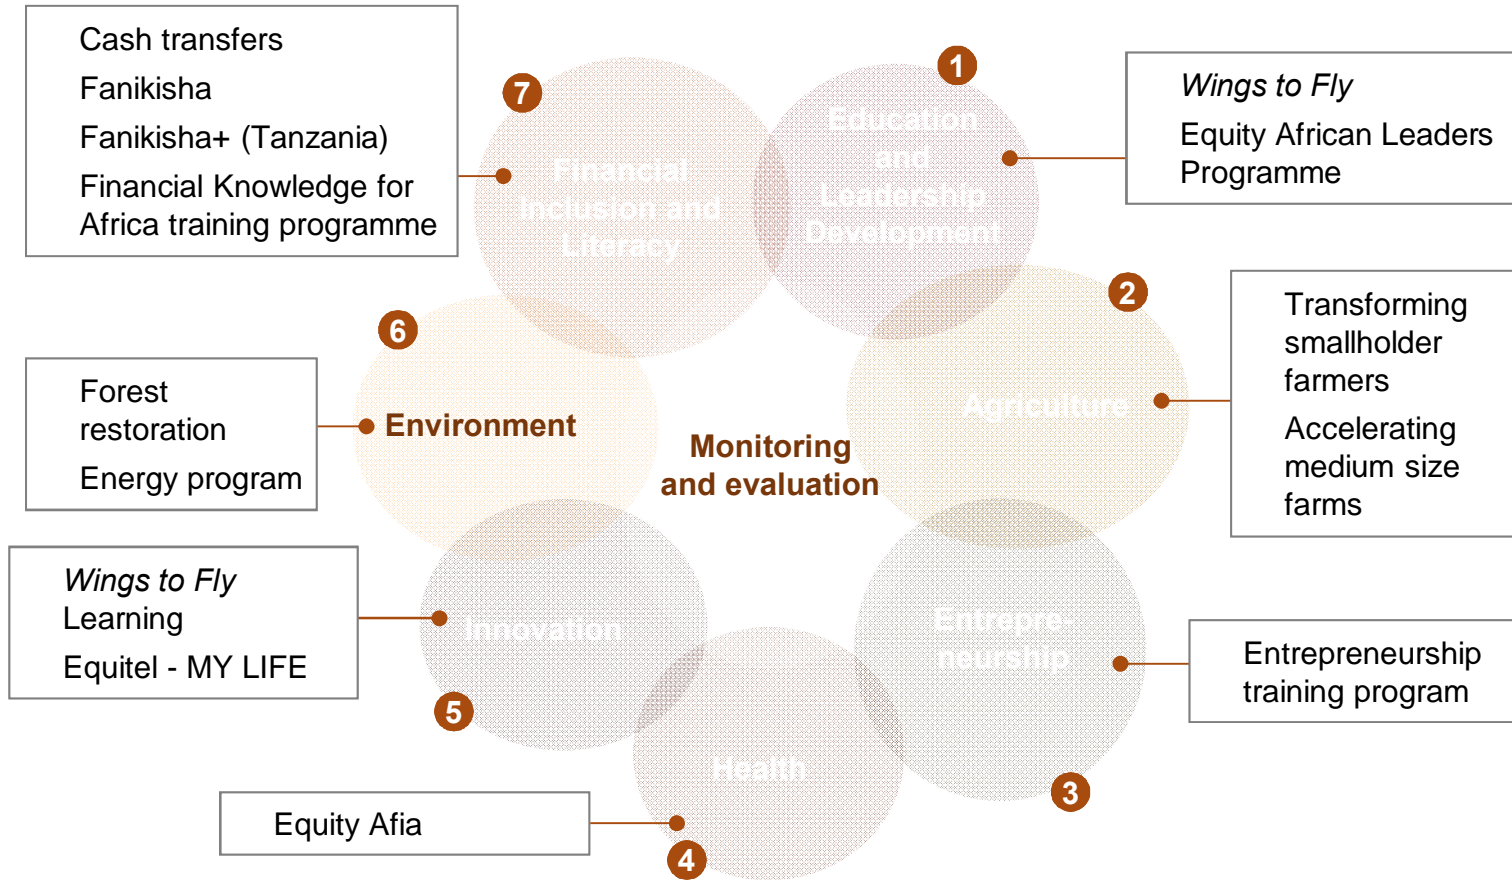 Cash transfers
Fanikisha
Fanikisha+ (Tanzania)
Financial Knowledge for
Africa training programme
7
Financial
Inclusion and
Literacy
1
Education
and
Leadership
Development
Wings to Fly
Equity African Leaders
Programme
2
Agriculture
Transforming
smallholder
farmers
Accelerating
medium size
farms
6
Environment
Forest
restoration
Energy program
Monitoring
and evaluation
Wings to Fly
Learning
Equitel - MY LIFE
Innovation
5
Entrepre-
neurship
3
Entrepreneurship
training program
Health
4
Equity Afia